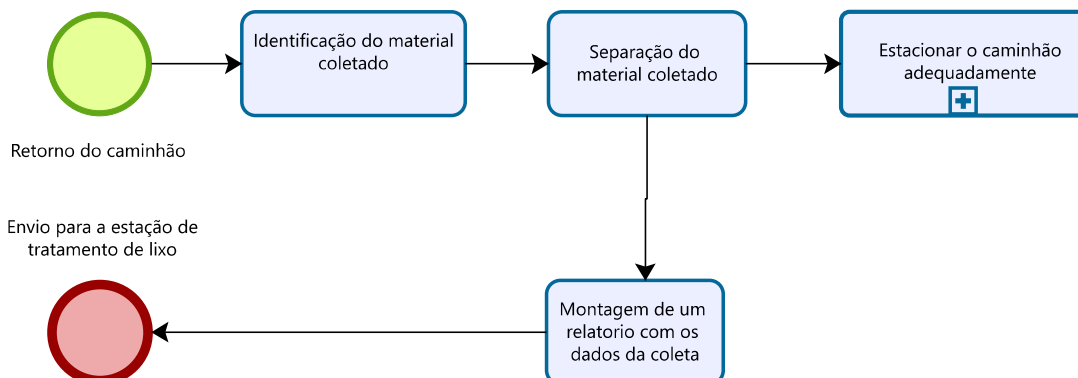 Identificação do material
coletado
Separação do
material coletado
Estacionar o caminhão
adequadamente
Retorno do caminhão
Envio para a estação de
tratamento de lixo
Montagem de um
relatorio com os
dados da coleta